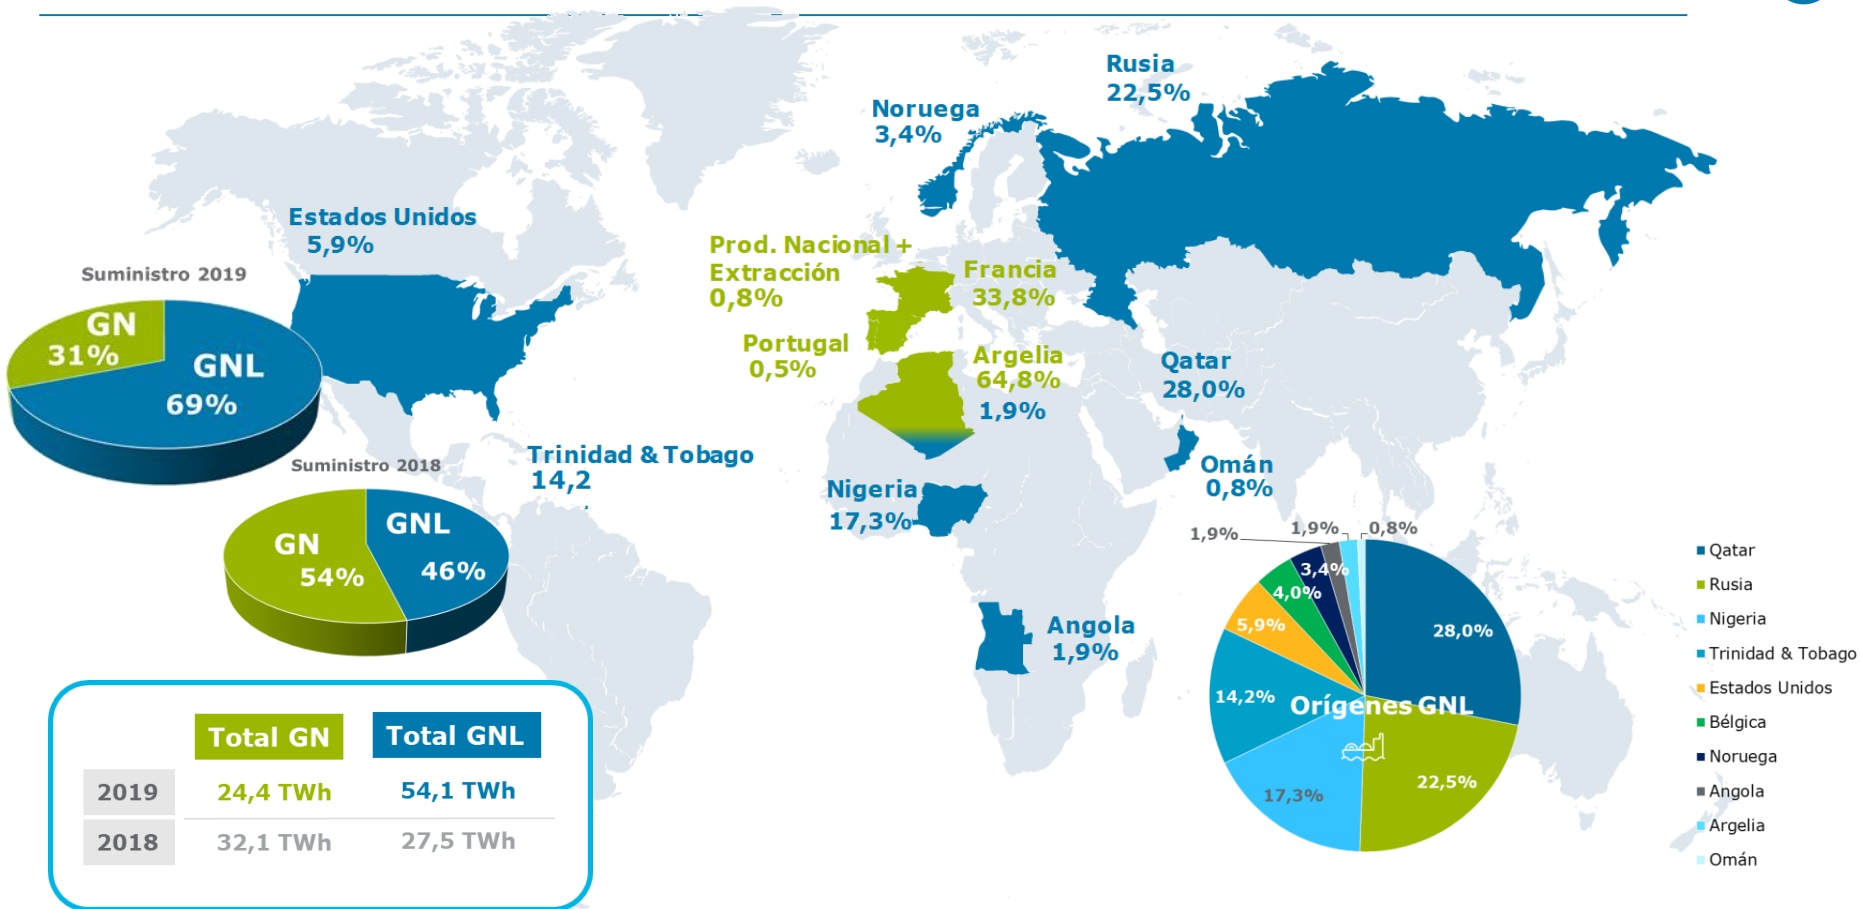 Rusia
22,5%
Noruega
3,4%
Estados Unidos
5,9%
Prod. Nacional +
Extracción
0,8%
Francia
33,8%
Portugal
0,5%
Argelia
64,8%
1,9%
Qatar
28,0%
Omán
0,8%
Trinidad & Tobago
14,2
Nigeria
17,3%
Angola
1,9%
Suministro 2019
GN
31%
GNL
69%
Suministro 2018
GN
54%
GNL
46%
Total GN
Total GNL
2019
24,4 TWh
54,1 TWh
2018
32,1 TWh
27,5 TWh
1,9%
1,9%
0,8%
3,4%
4,0%
5,9%
14,2%
17,3%
22,5%
28,0%
Orígenes GNL
Qatar
Rusia
Nigeria
Trinidad & Tobago
Estados Unidos
Bélgica
Noruega
Angola
Argelia
Omán